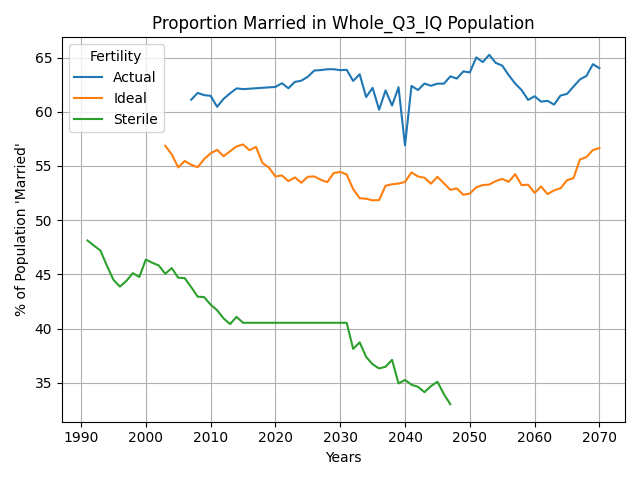 Proportion Married in Whole_Q3_IQ Population
Fertility
Actual
Ideal
Sterile
% of Population 'Married'
65
60
55
50
45
40
35
1990
2000
2010
2020
2030
2040
2050
2060
2070
Years